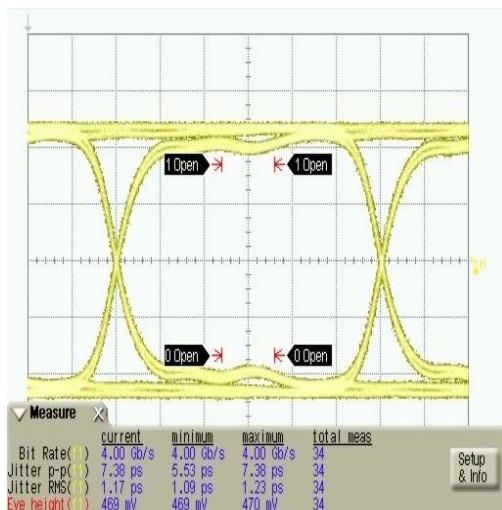 1 Open 1 Open
0 Open 0 Open
Measure X
current minimum maximum total meas
Bit Rate(f1) 4.00 Gb/s 4.00 Gb/s 4.00 Gb/s 34
Jitter p-p(f1) 7.38 ps 5.53 ps 7.38 ps 34
Jitter RMS(f1) 1.17 ps 1.09 ps 1.23 ps 34
Eye height(f1) 469 mV 469 mV 470 mV 34
Setup
& Info